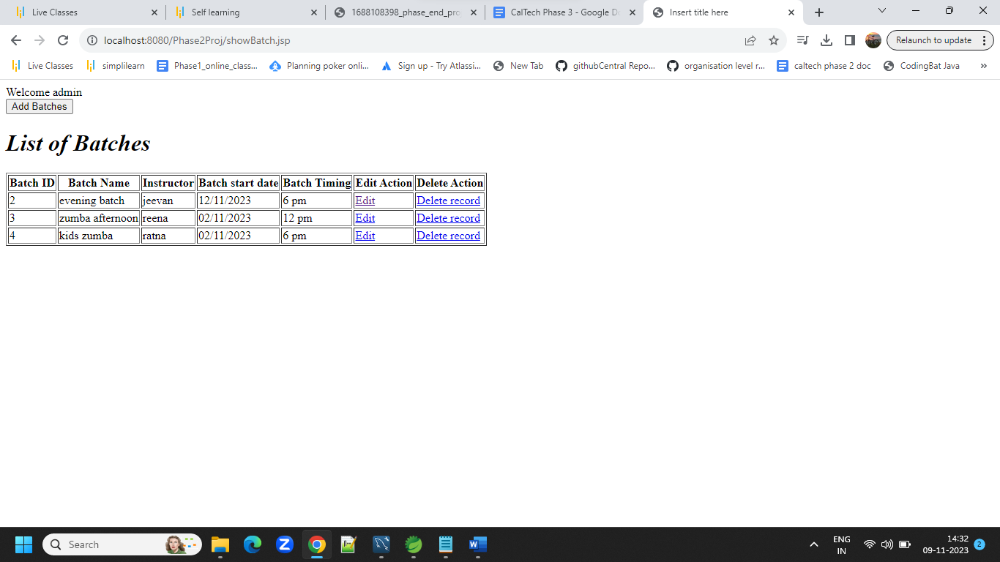 Live Classes
Self learning
1688108398_phase_end_pro
CalTech Phase 3 - Google Do
Insert title here
localhost:8080/Phase2Proj/showBatch.jsp
Relaunch to update
Live Classes simplilearn Phase1_online_class... Planning poker onli... Sign up - Try Atlassi... New Tab githubCentral Repo... organisation level r... caltech phase 2 doc CodingBat Java »
Welcome admin
Add Batches
List of Batches
Batch ID Batch Name Instructor Batch start date Batch Timing Edit Action Delete Action
2 evening batch jeevan 12/11/2023 6 pm Edit Delete record
3 zumba afternoon reena 02/11/2023 12 pm Edit Delete record
4 kids zumba ratna 02/11/2023 6 pm Edit Delete record
Search
ENG
IN
14:32
09-11-2023
2